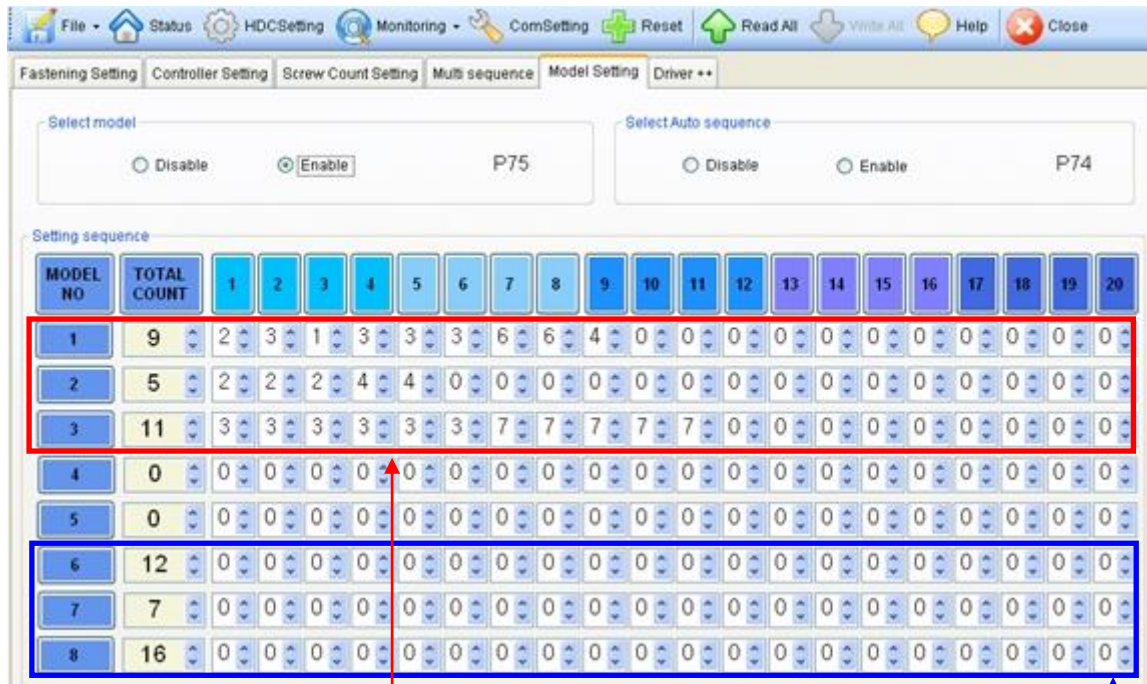 File Status HDCSetting Monitoring ComSetting Reset Read All Write All Help Close
Fastening Setting Controller Setting Screw Count Setting Multi sequence Model Setting Driver ++
Select model Select Auto sequence
Disable Enable P75 Disable Enable P74
Setting sequence
MODEL NO TOTAL COUNT 1 2 3 4 5 6 7 8 9 10 11 12 13 14 15 16 17 18 19 20
1 9 2 3 1 3 3 3 6 6 4 0 0 0 0 0 0 0 0 0 0 0
2 5 2 2 2 4 4 0 0 0 0 0 0 0 0 0 0 0 0 0 0 0
3 11 3 3 3 3 3 3 7 7 7 7 7 0 0 0 0 0 0 0 0 0
4 0 0 0 0 0 0 0 0 0 0 0 0 0 0 0 0 0 0 0 0 0
5 0 0 0 0 0 0 0 0 0 0 0 0 0 0 0 0 0 0 0 0 0
6 12 0 0 0 0 0 0 0 0 0 0 0 0 0 0 0 0 0 0 0 0
7 7 0 0 0 0 0 0 0 0 0 0 0 0 0 0 0 0 0 0 0 0
8 16 0 0 0 0 0 0 0 0 0 0 0 0 0 0 0 0 0 0 0 0